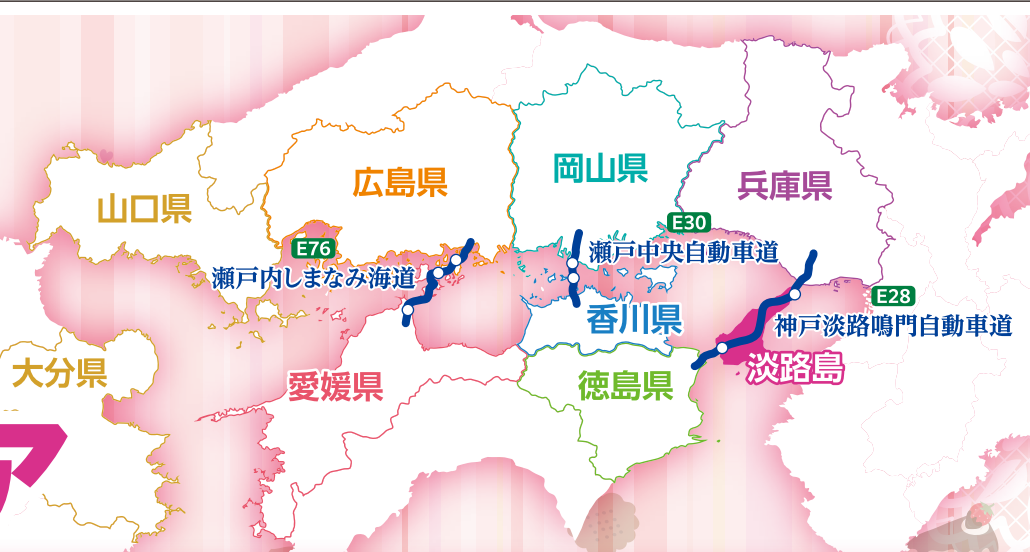 山口県
広島県
岡山県
兵庫県
E76
瀬戸内しまなみ海道
E30
瀬戸中央自動車道
E28
神戸淡路鳴門自動車道
香川県
淡路島
大分県
愛媛県
徳島県
ア